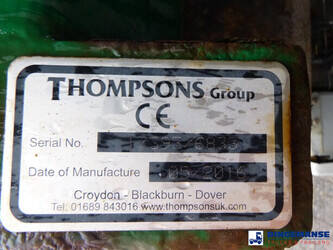 THOMPSONS Group
CE
Serial No.
Date of Manufacture
Croydon - Blackburn - Dover
Tel: 01689 843016 www.thompsonsuk.com